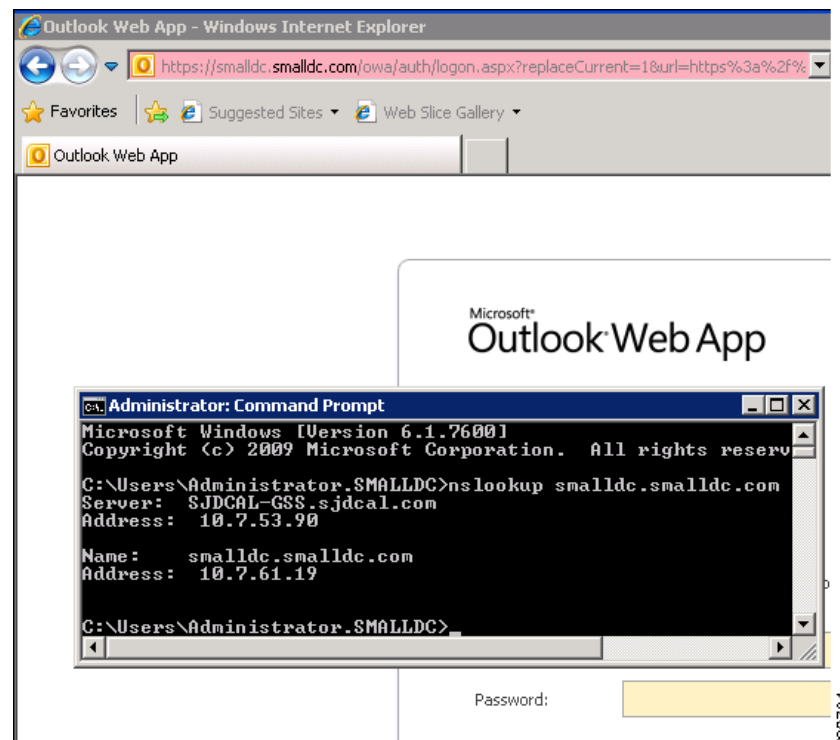 Outlook Web App - Windows Internet Explorer
https://smalldc.smalldc.com/owa/auth/logon.aspx?replaceCurrent=1&url=https%3a%2f%
Favorites Suggested Sites Web Slice Gallery
Outlook Web App
Microsoft®
Outlook Web App
Administrator: Command Prompt
Microsoft Windows [Version 6.1.7600]
Copyright (c) 2009 Microsoft Corporation. All rights reserv
C:\Users\Administrator.SMALLDC>nslookup smalldc.smalldc.com
Server: SJDCAL-GSS.sjdcal.com
Address: 10.7.53.90
Name: smalldc.smalldc.com
Address: 10.7.61.19
C:\Users\Administrator.SMALLDC>_
Password: